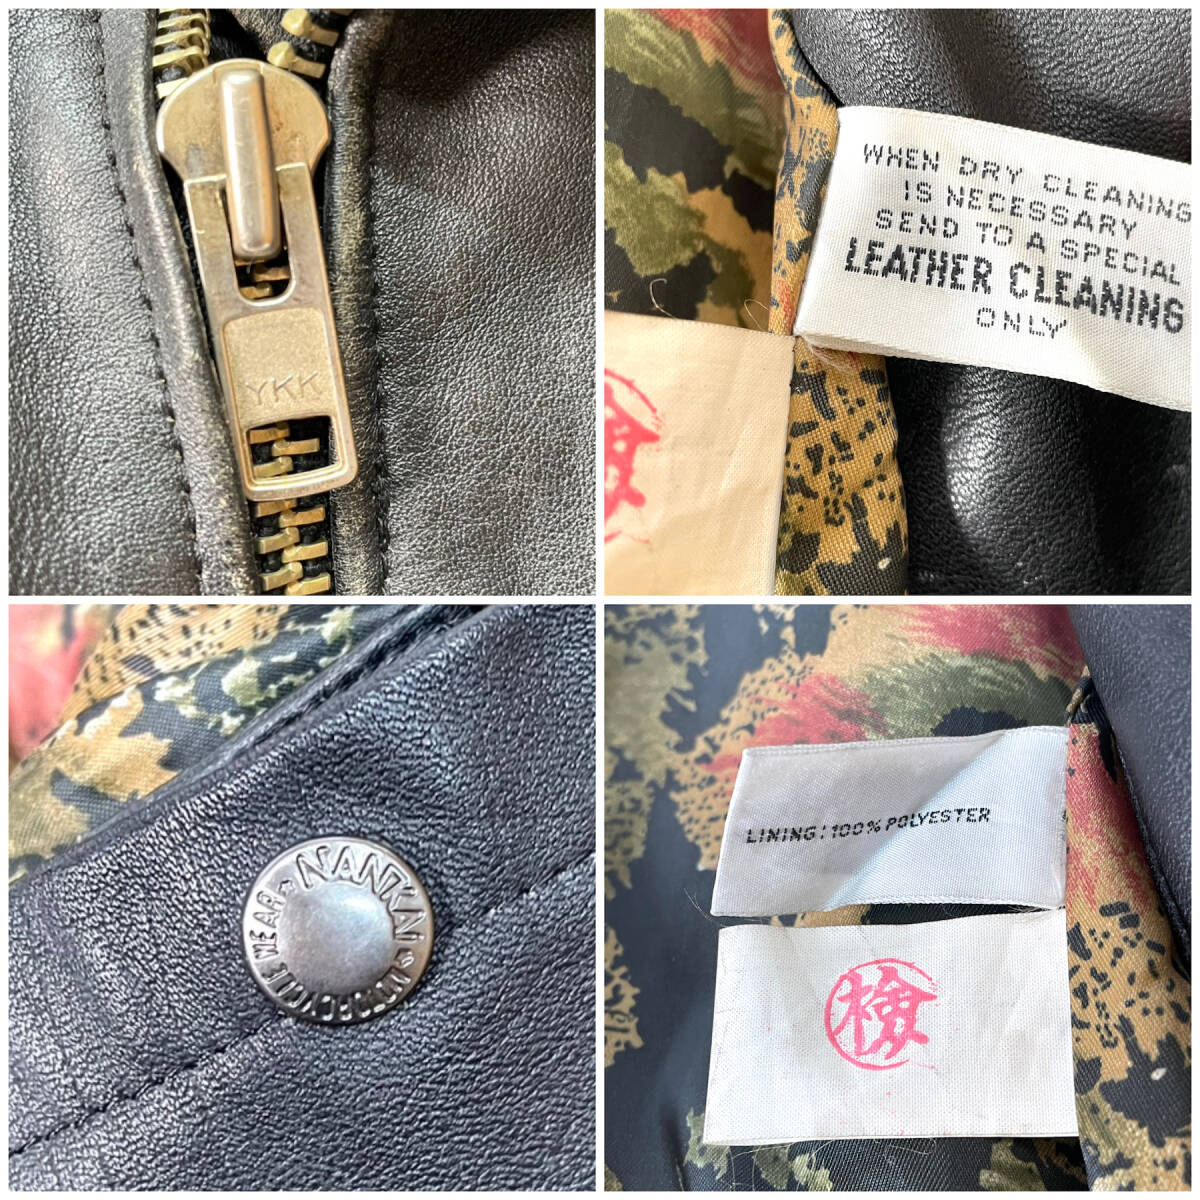 YKK
WHEN DRY CLEANING
IS NECESSARY
SEND TO A SPECIAL
LEATHER CLEANING
ONLY
NANKAI
MOTORCYCLE WEAR
LINING:100% POLYESTER
検